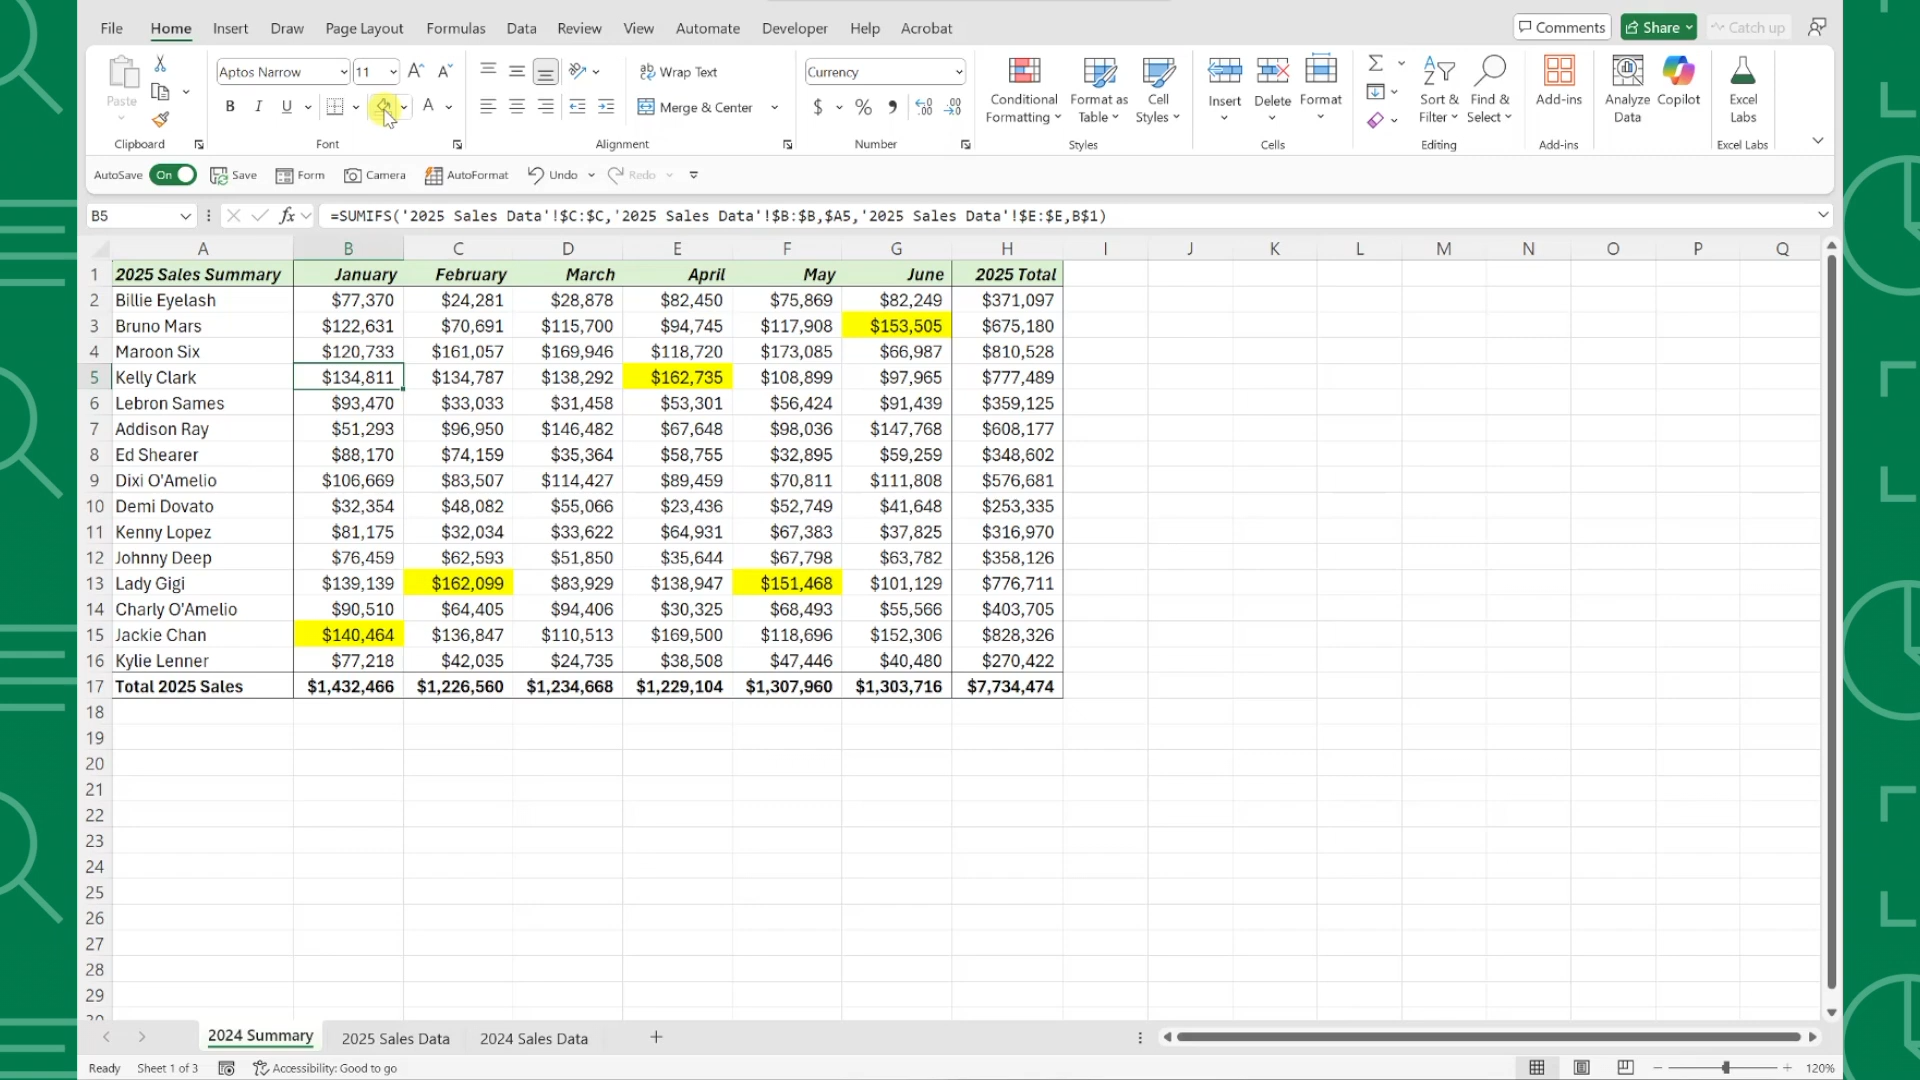 File Home Insert Draw Page Layout Formulas Data Review View Automate Developer Help Acrobat Comments Share Catch up
Aptos Narrow 11 Wrap Text Currency
Paste B I U A Merge & Center $ % Conditional Formatting Format as Table Cell Styles Insert Delete Format Sort & Filter Find & Select Add-ins Analyze Data Copilot Excel Labs
Clipboard Font Alignment Number Styles Cells Editing Add-ins Excel Labs
AutoSave On Save Form Camera AutoFormat Undo Redo
B5 fx =SUMIFS('2025 Sales Data'!$C:$C,'2025 Sales Data'!$B:$B,$A5,'2025 Sales Data'!$E:$E,B$1)
A B C D E F G H I J K L M N O P Q
1 2025 Sales Summary January February March April May June 2025 Total
2 Billie Eyelash $77,370 $24,281 $28,878 $82,450 $75,869 $82,249 $371,097
3 Bruno Mars $122,631 $70,691 $115,700 $94,745 $117,908 $153,505 $675,180
4 Maroon Six $120,733 $161,057 $169,946 $118,720 $173,085 $66,987 $810,528
5 Kelly Clark $134,811 $134,787 $138,292 $162,735 $108,899 $97,965 $777,489
6 Lebron Sames $93,470 $33,033 $31,458 $53,301 $56,424 $91,439 $359,125
7 Addison Ray $51,293 $96,950 $146,482 $67,648 $98,036 $147,768 $608,177
8 Ed Shearer $88,170 $74,159 $35,364 $58,755 $32,895 $59,259 $348,602
9 Dixi O'Amelio $106,669 $83,507 $114,427 $89,459 $70,811 $111,808 $576,681
10 Demi Dovato $32,354 $48,082 $55,066 $23,436 $52,749 $41,648 $253,335
11 Kenny Lopez $81,175 $32,034 $33,622 $64,931 $67,383 $37,825 $316,970
12 Johnny Deep $76,459 $62,593 $51,850 $35,644 $67,798 $63,782 $358,126
13 Lady Gigi $139,139 $162,099 $83,929 $138,947 $151,468 $101,129 $776,711
14 Charly O'Amelio $90,510 $64,405 $94,406 $30,325 $68,493 $55,566 $403,705
15 Jackie Chan $140,464 $136,847 $110,513 $169,500 $118,696 $152,306 $828,326
16 Kylie Lenner $77,218 $42,035 $24,735 $38,508 $47,446 $40,480 $270,422
17 Total 2025 Sales $1,432,466 $1,226,560 $1,234,668 $1,229,104 $1,307,960 $1,303,716 $7,734,474
18
19
20
21
22
23
24
25
26
27
28
29
30
2024 Summary 2025 Sales Data 2024 Sales Data
Ready Sheet 1 of 3 Accessibility: Good to go 120%